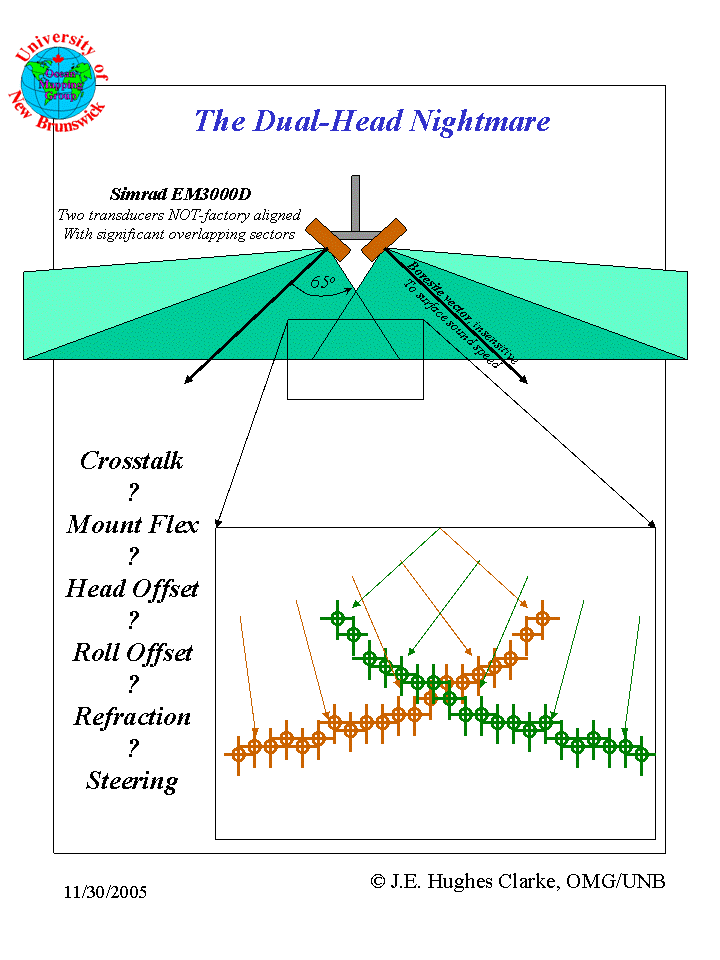 University of
Ocean
Mapping
Group
New Brunswick
The Dual-Head Nightmare
Simrad EM3000D
Two transducers NOT-factory aligned
With significant overlapping sectors
65o
Boresite vector, insensitive
To surface sound speed
Crosstalk
?
Mount Flex
?
Head Offset
?
Roll Offset
?
Refraction
?
Steering
11/30/2005
© J.E. Hughes Clarke, OMG/UNB